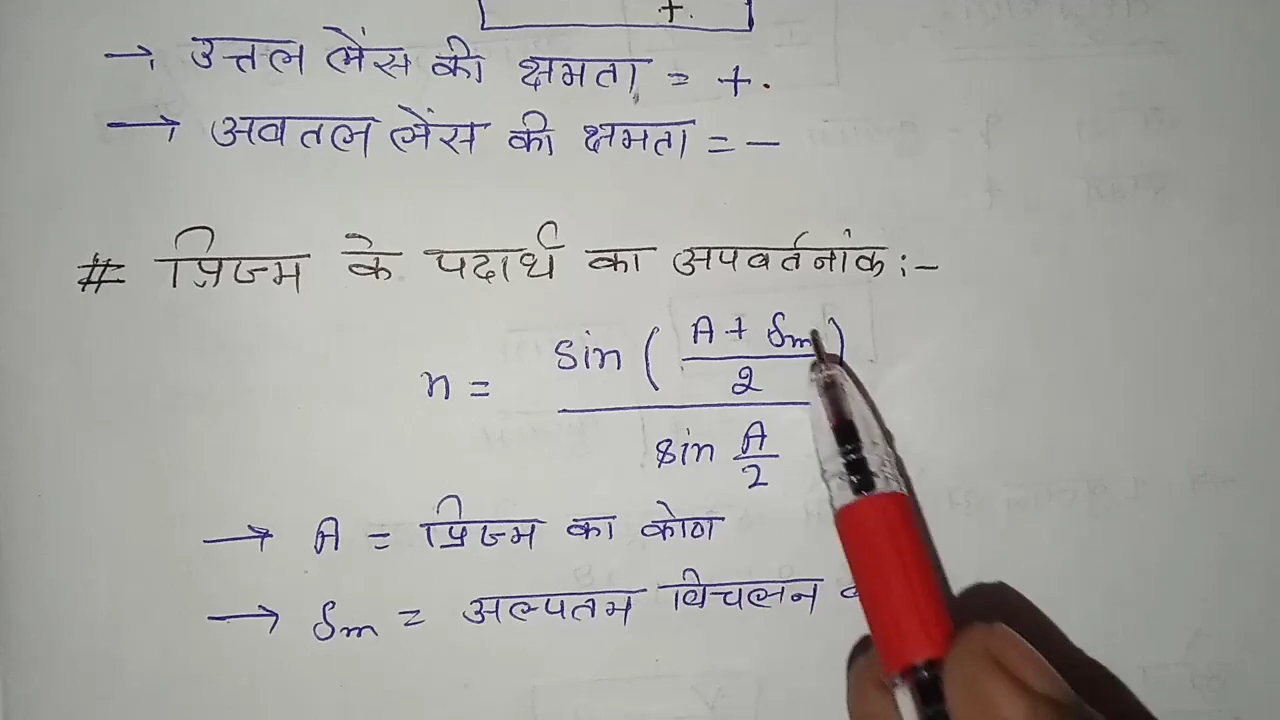 +.
→ उत्तल लेंस की क्षमता = +.
→ अवतल लेंस की क्षमता = −
# प्रिज्म के पदार्थ का अपवर्तनांक :-
n = sin ( (A + δm) / 2 ) / sin A/2
→ A = प्रिज्म का कोण
→ δm = अल्पतम विचलन